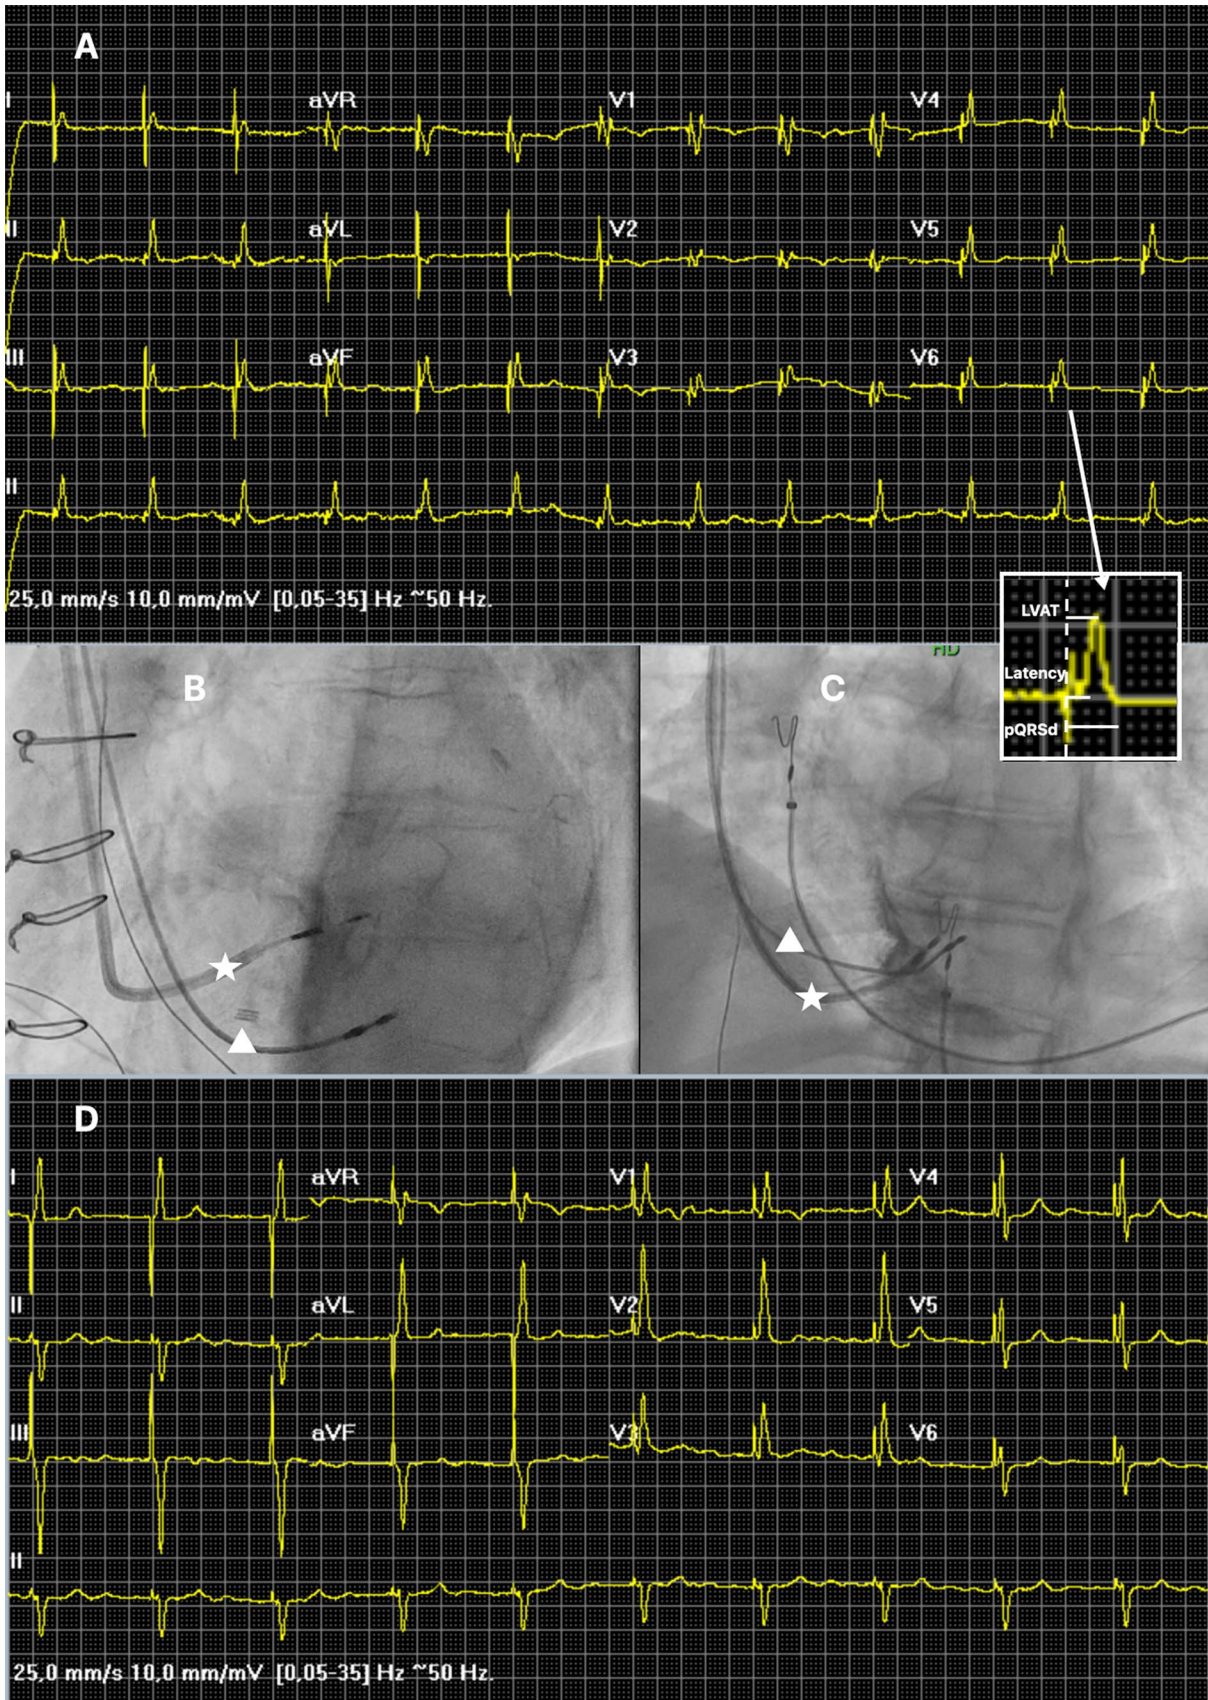 A
I aVR V1 V4
II aVL V2 V5
III aVF V3 V6
II
25,0 mm/s 10,0 mm/mV [0,05-35] Hz ~50 Hz.
LVAT
Latency
pQRSd
B
C
HD
D
I aVR V1 V4
II aVL V2 V5
III aVF V3 V6
II
25,0 mm/s 10,0 mm/mV [0,05-35] Hz ~50 Hz.